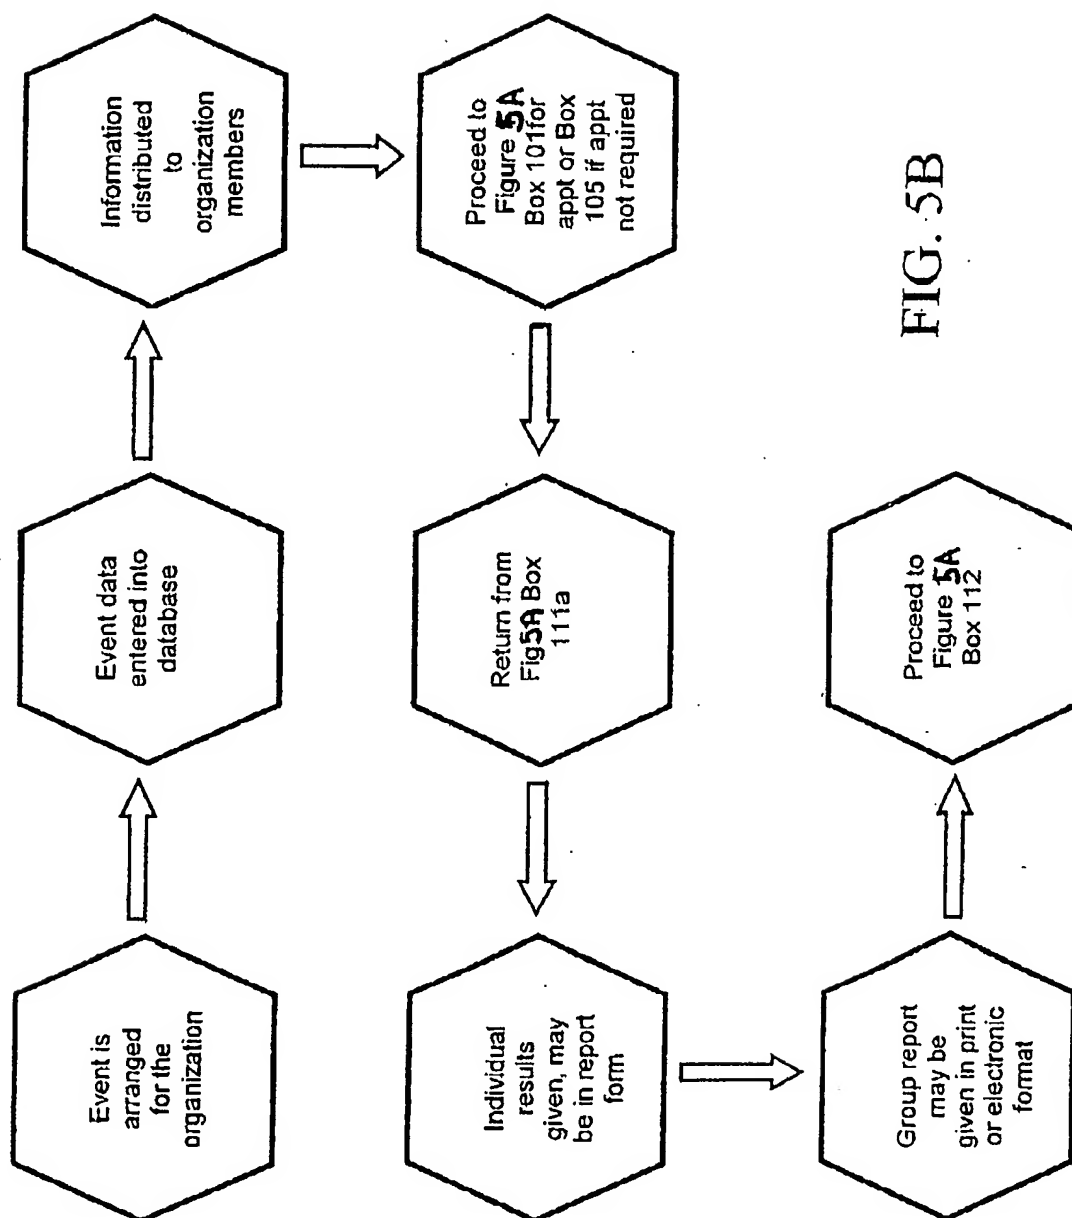 Event is
arranged
for the
organization
Event data
entered into
database
Information
distributed
to
organization
members
Proceed to
Figure 5A
Box 101for
appt or Box
105 if appt
not required
Return from
Fig5A Box
111a
Individual
results
given, may
be in report
form
Group report
may be
given in print
or electronic
format
Proceed to
Figure 5A
Box 112
FIG. 5B